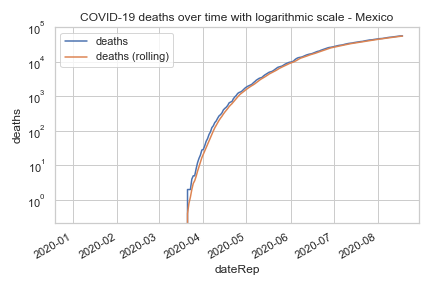 COVID-19 deaths over time with logarithmic scale - Mexico
10⁵
10⁴
10³
10²
10¹
10⁰
deaths
deaths
deaths (rolling)
2020-01
2020-02
2020-03
2020-04
2020-05
2020-06
2020-07
2020-08
dateRep